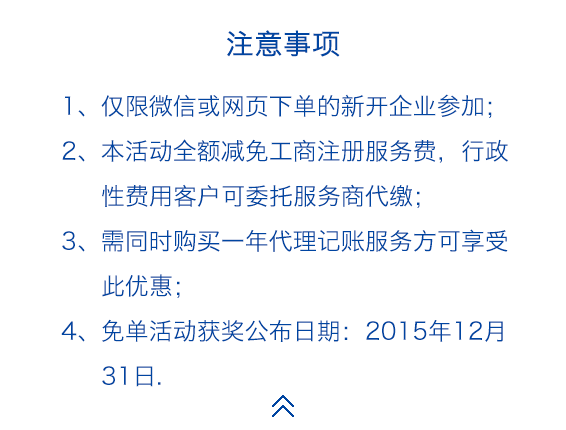 注意事项
1、仅限微信或网页下单的新开企业参加；
2、本活动全额减免工商注册服务费，行政
性费用客户可委托服务商代缴；
3、需同时购买一年代理记账服务方可享受
此优惠；
4、免单活动获奖公布日期：2015年12月
31日.